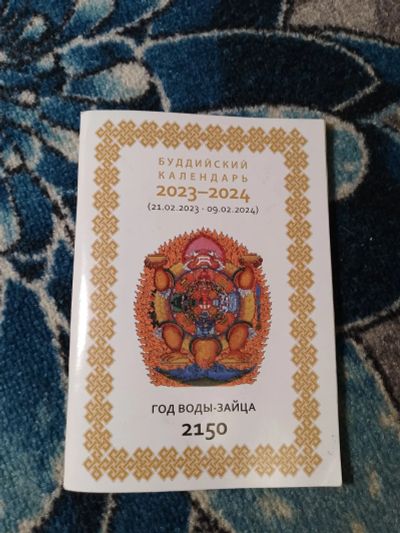 БУДДИЙСКИЙ
КАЛЕНДАРЬ
2023–2024
(21.02.2023 - 09.02.2024)
ГОД ВОДЫ-ЗАЙЦА
2150